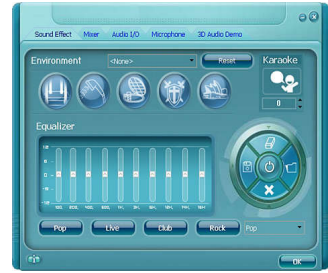 Sound Effect Mixer Audio I/O Microphone 3D Audio Demo
Environment <None> Reset Karaoke
0
Equalizer
Pop Live Club Rock Pop
OK